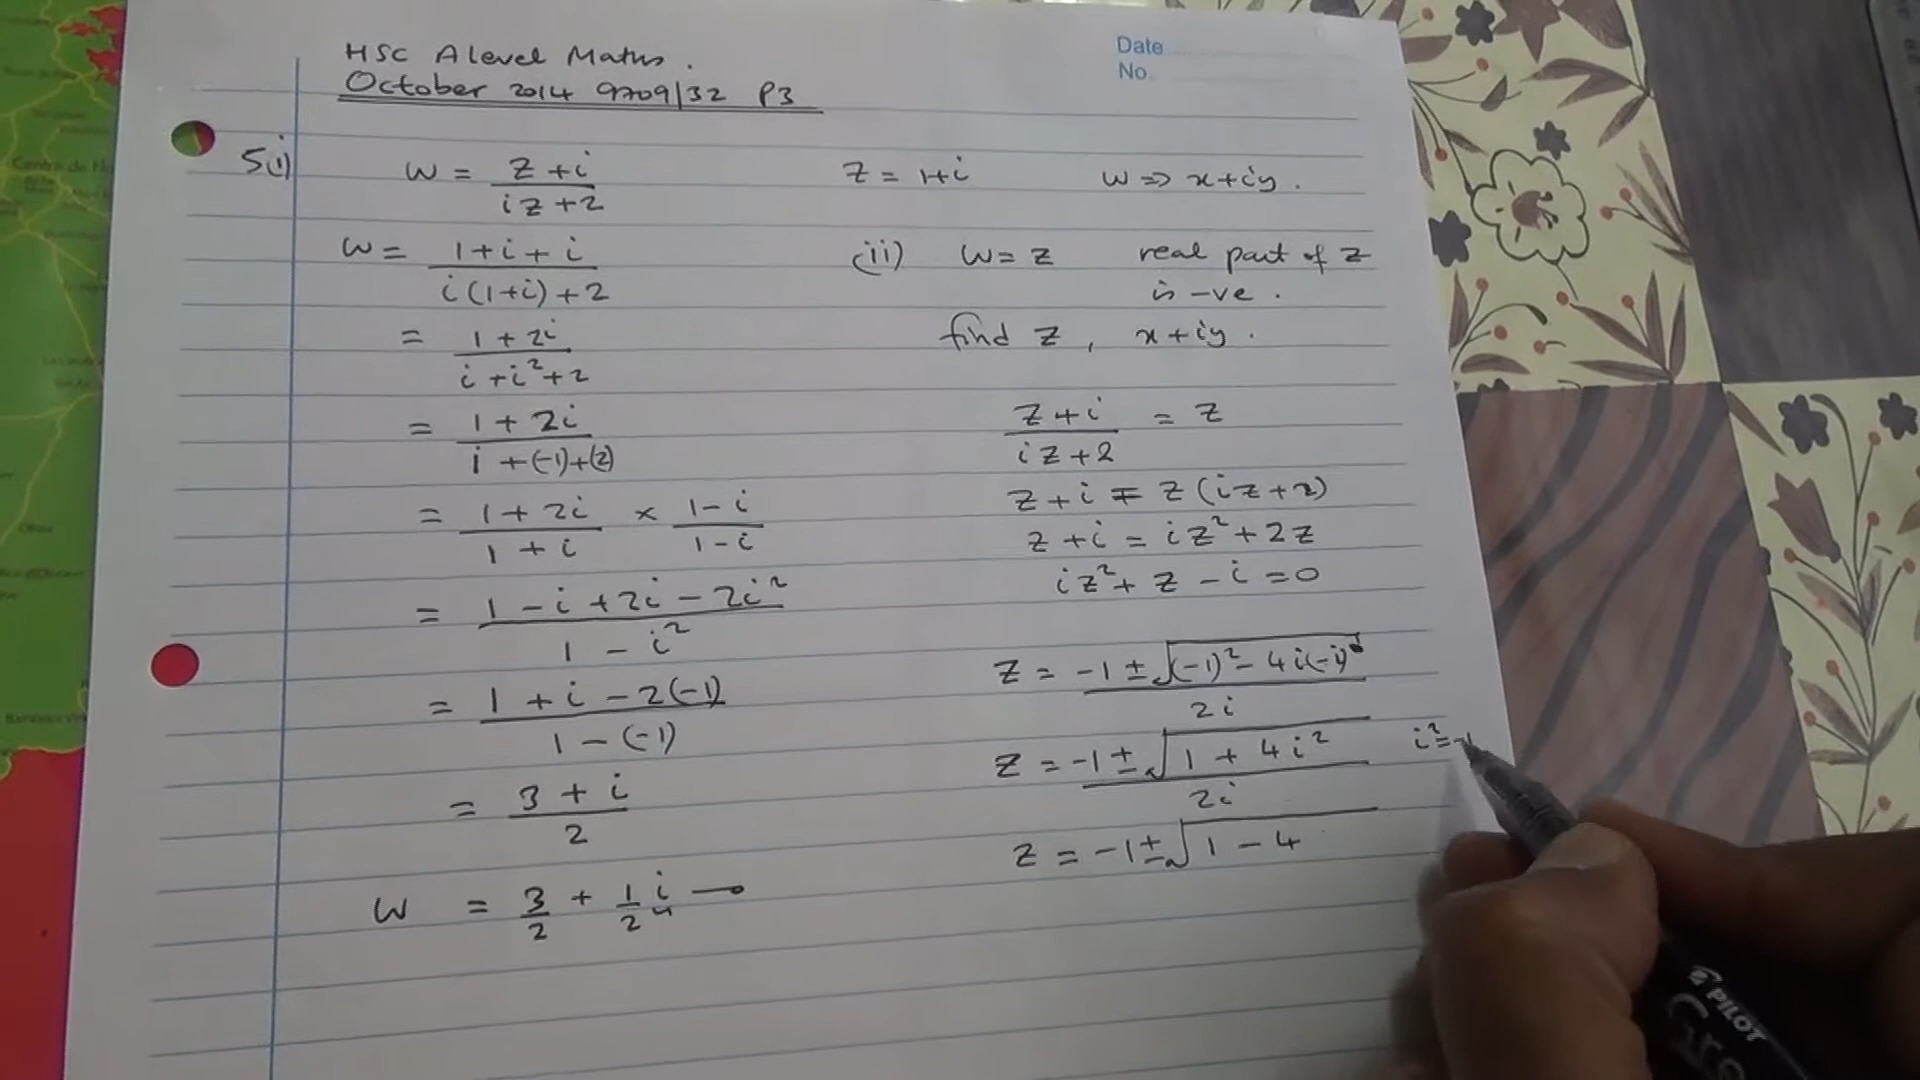 HSC A level Maths.
October 2014 9709/32 P3
Date
No.
5(i) w = (z + i)/(iz + 2)    z = 1+i    w => x+iy.
w = (1 + i + i)/(i(1+i) + 2)
= (1 + 2i)/(i + i² + 2)
= (1 + 2i)/(i + (-1) + (2))
= (1 + 2i)/(1 + i) × (1 - i)/(1 - i)
= (1 - i + 2i - 2i²)/(1 - i²)
= (1 + i - 2(-1))/(1 - (-1))
= (3 + i)/2
w = 3/2 + 1/2 i
(ii) w = z    real part of z
is -ve.
find z, x + iy.
(z + i)/(iz + 2) = z
z + i = z(iz + 2)
z + i = iz² + 2z
iz² + z - i = 0
z = (-1 ± √((-1)² - 4i(-i)))/(2i)
z = (-1 ± √(1 + 4i²))/(2i)    i² = -1
z = -1 ± √(1 - 4
PILOT